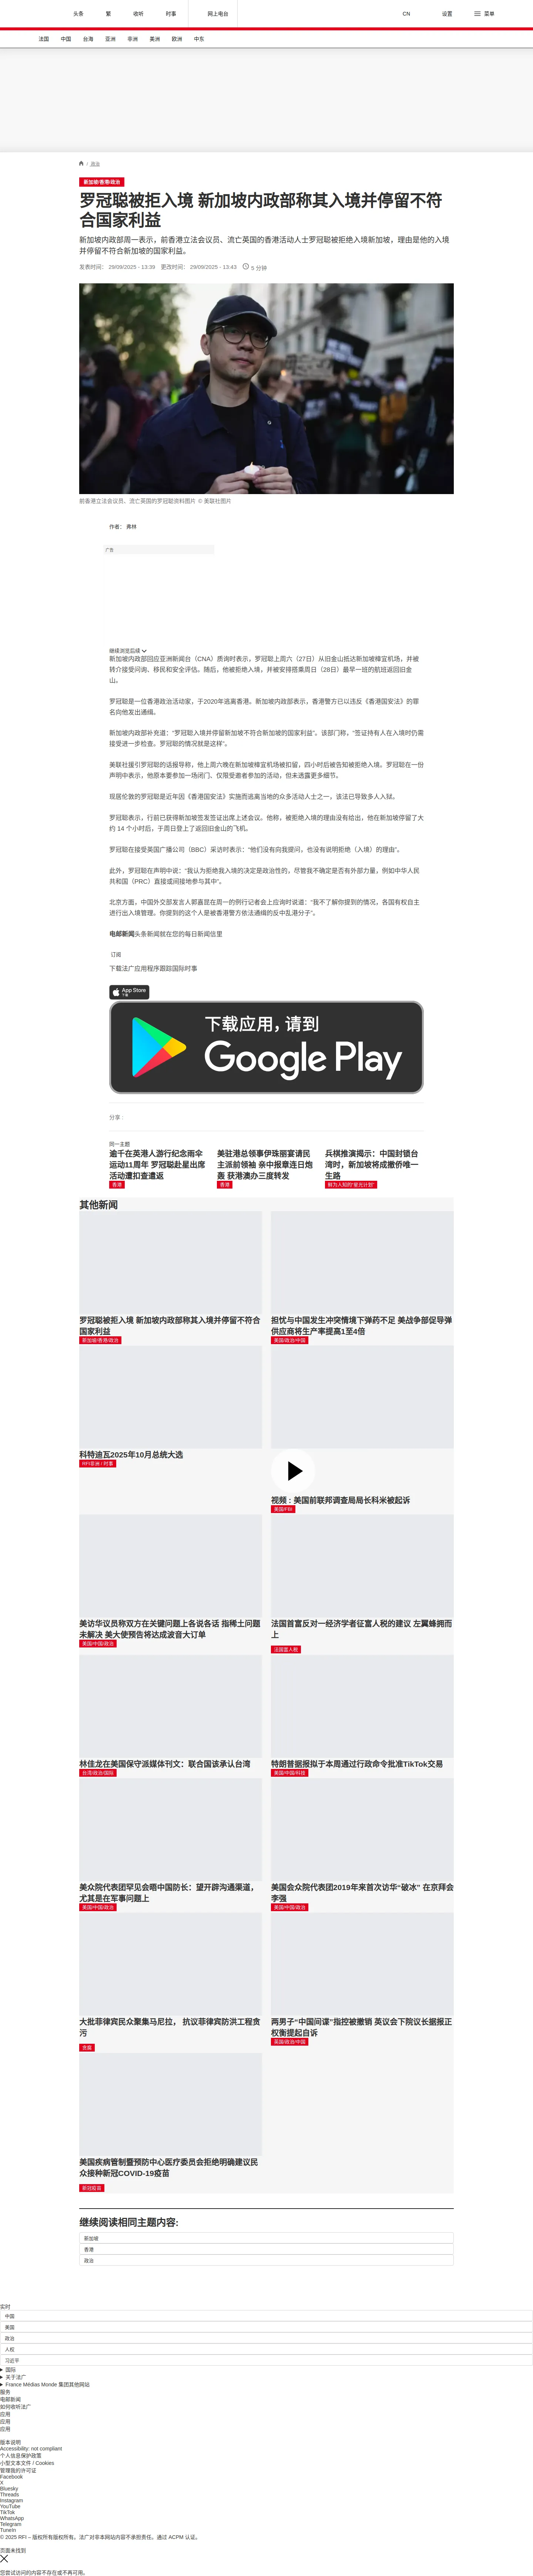 头条
繁
收听
时事
网上电台
CN
设置
菜单
法国
中国
台海
亚洲
非洲
美洲
欧洲
中东
/ 政治
新加坡/香港/政治
罗冠聪被拒入境 新加坡内政部称其入境并停留不符
合国家利益
新加坡内政部周一表示，前香港立法会议员、流亡英国的香港活动人士罗冠聪被拒绝入境新加坡，理由是他的入境
并停留不符合新加坡的国家利益。
发表时间： 29/09/2025 - 13:39 更改时间： 29/09/2025 - 13:43 5 分钟
前香港立法会议员、流亡英国的罗冠聪资料图片 © 美联社图片
作者： 弗林
广告
继续浏览后续
新加坡内政部回应亚洲新闻台（CNA）质询时表示，罗冠聪上周六（27日）从旧金山抵达新加坡樟宜机场，并被
转介接受问询、移民和安全评估。随后，他被拒绝入境，并被安排搭乘周日（28日）最早一班的航班返回旧金
山。
罗冠聪是一位香港政治活动家，于2020年逃离香港。新加坡内政部表示，香港警方已以违反《香港国安法》的罪
名向他发出通缉。
新加坡内政部补充道：“罗冠聪入境并停留新加坡不符合新加坡的国家利益”。该部门称，“签证持有人在入境时仍需
接受进一步检查。罗冠聪的情况就是这样”。
美联社援引罗冠聪的话报导称，他上周六晚在新加坡樟宜机场被扣留，四小时后被告知被拒绝入境。罗冠聪在一份
声明中表示，他原本要参加一场闭门、仅限受邀者参加的活动，但未透露更多细节。
现居伦敦的罗冠聪是近年因《香港国安法》实施而逃离当地的众多活动人士之一，该法已导致多人入狱。
罗冠聪表示，行前已获得新加坡签发签证出席上述会议。他称，被拒绝入境的理由没有给出，他在新加坡停留了大
约 14 个小时后，于周日登上了返回旧金山的飞机。
罗冠聪在接受英国广播公司（BBC）采访时表示：“他们没有向我提问，也没有说明拒绝（入境）的理由”。
此外，罗冠聪在声明中说：“我认为拒绝我入境的决定是政治性的，尽管我不确定是否有外部力量，例如中华人民
共和国（PRC）直接或间接地参与其中”。
北京方面，中国外交部发言人郭嘉昆在周一的例行记者会上应询时说道：“我不了解你提到的情况，各国有权自主
进行出入境管理。你提到的这个人是被香港警方依法通缉的反中乱港分子”。
电邮新闻头条新闻就在您的每日新闻信里
订阅
下载法广应用程序跟踪国际时事
App Store
下载应用，请到
Google Play
分享 :
同一主题
逾千在英港人游行纪念雨伞
运动11周年 罗冠聪赴星出席
活动遭扣查遣返
香港
美驻港总领事伊珠丽宴请民
主派前领袖 亲中报章连日炮
轰 获港澳办三度转发
香港
兵棋推演揭示：中国封锁台
湾时，新加坡将成撤侨唯一
生路
鲜为人知的“星光计划”
其他新闻
罗冠聪被拒入境 新加坡内政部称其入境并停留不符合
国家利益
新加坡/香港/政治
担忧与中国发生冲突情境下弹药不足 美战争部促导弹
供应商将生产率提高1至4倍
美国/政治/中国
科特迪瓦2025年10月总统大选
RFI非洲 / 时事
视频 : 美国前联邦调查局局长科米被起诉
美国/FBI
美访华议员称双方在关键问题上各说各话 指稀土问题
未解决 美大使预告将达成波音大订单
美国/中国/政治
法国首富反对一经济学者征富人税的建议 左翼蜂拥而
上
法国富人税
林佳龙在美国保守派媒体刊文：联合国该承认台湾
台湾/政治/国际
特朗普据报拟于本周通过行政命令批准TikTok交易
美国/中国/科技
美众院代表团罕见会晤中国防长：望开辟沟通渠道，
尤其是在军事问题上
美国/中国/政治
美国会众院代表团2019年来首次访华“破冰” 在京拜会
李强
美国/中国/政治
大批菲律宾民众聚集马尼拉， 抗议菲律宾防洪工程贪
污
贪腐
两男子“中国间谍”指控被撤销 英议会下院议长据报正
权衡提起自诉
英国/政治/中国
美国疾病管制暨预防中心医疗委员会拒绝明确建议民
众接种新冠COVID-19疫苗
新冠疫苗
继续阅读相同主题内容:
新加坡
香港
政治
实时
中国
美国
政治
人权
习近平
国际
关于法广
France Médias Monde 集团其他网站
服务
电邮新闻
如何收听法广
应用
应用
应用
版本说明
Accessibility: not compliant
个人信息保护政策
小型文本文件 / Cookies
管理我的许可证
Facebook
X
Bluesky
Threads
Instagram
YouTube
TikTok
WhatsApp
Telegram
TuneIn
© 2025 RFI – 版权所有版权所有。法广对非本网站内容不承担责任。通过 ACPM 认证。
页面未找到
您尝试访问的内容不存在或不再可用。